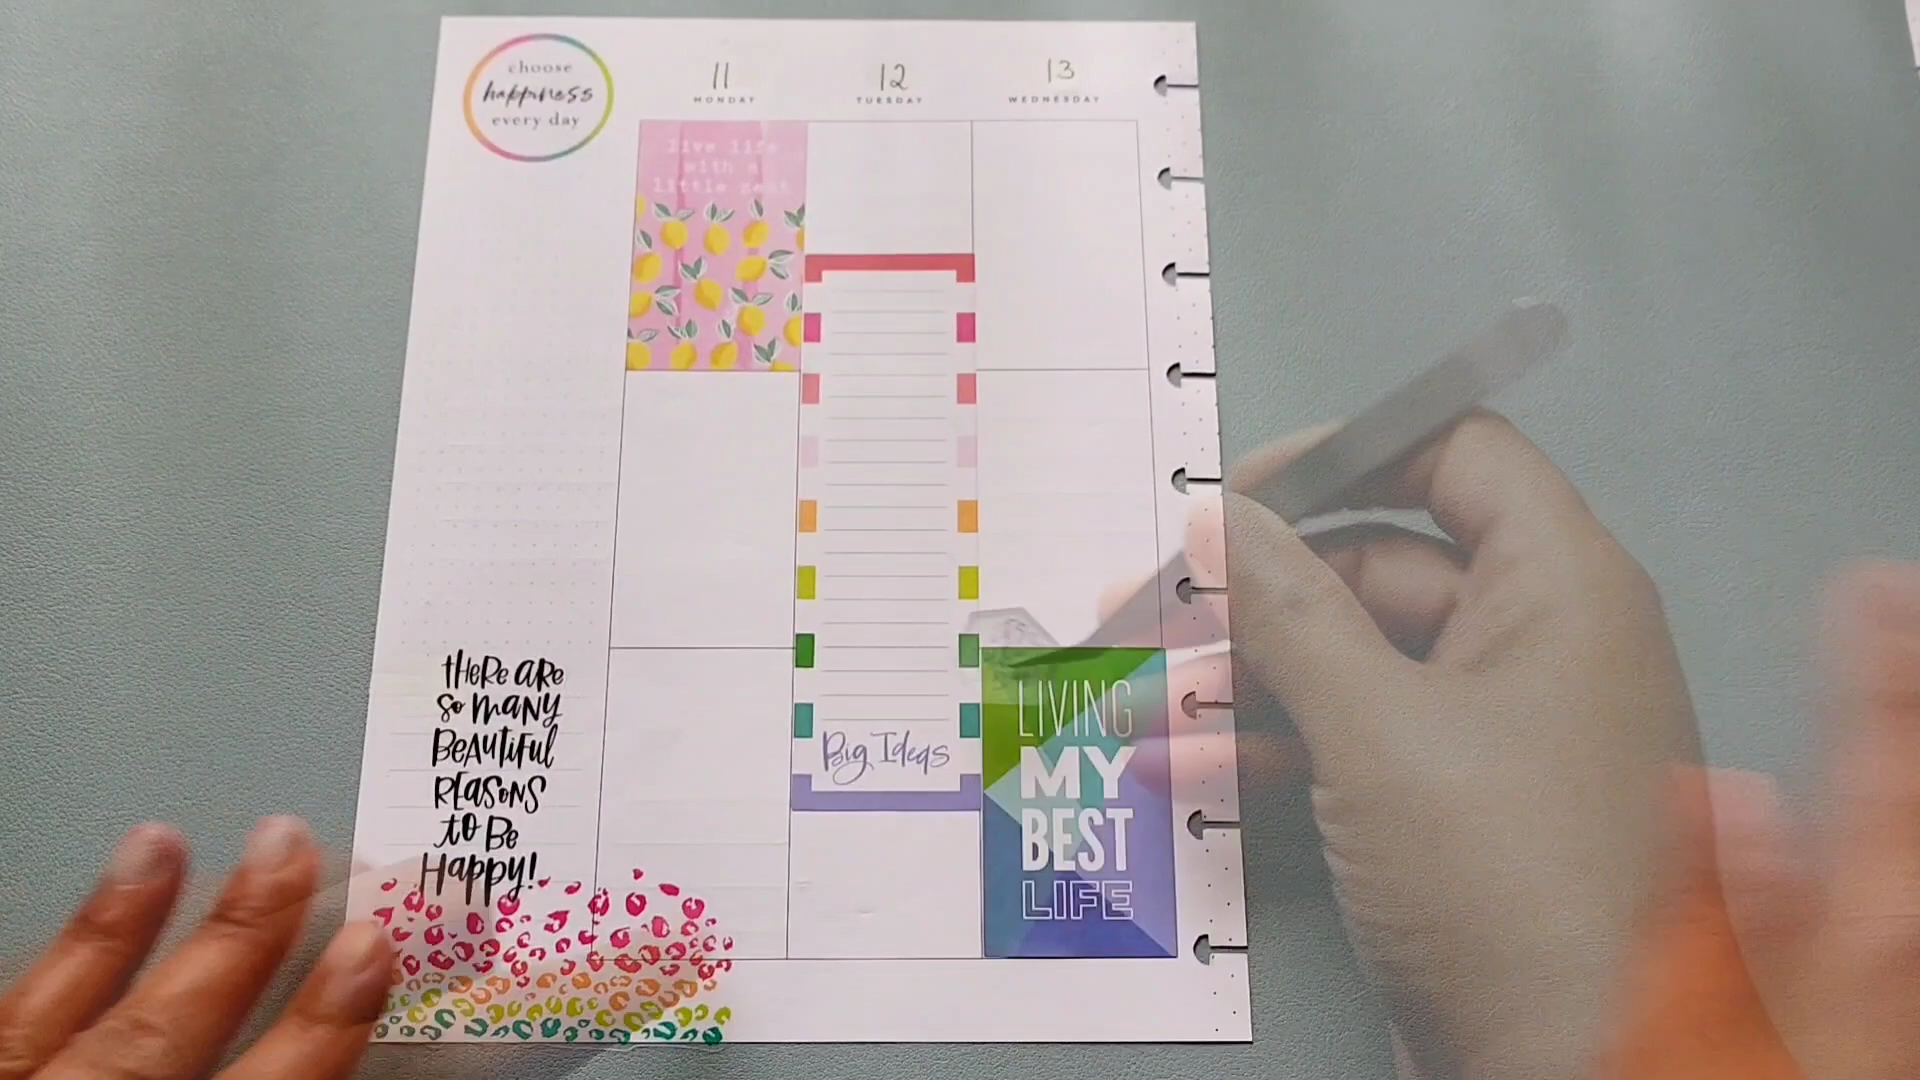 choose
happiness
every day
11
MONDAY
12
TUESDAY
13
WEDNESDAY
live life
with a
little zest
Big Ideas
tHeRe aRe
so maNy
BeAUtiFul
REASoNS
to Be
Happy!
LIVING
MY
BEST
LIFE